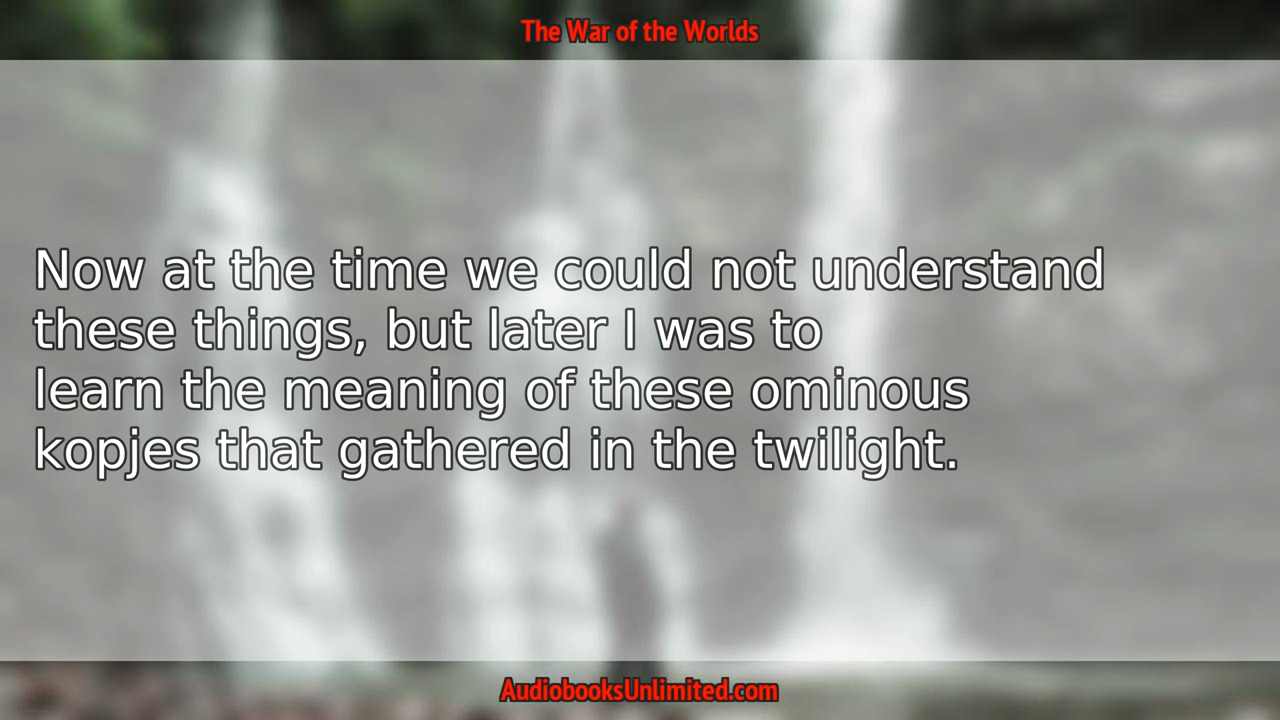 The War of the Worlds
Now at the time we could not understand
these things, but later I was to
learn the meaning of these ominous
kopjes that gathered in the twilight.
AudiobooksUnlimited.com